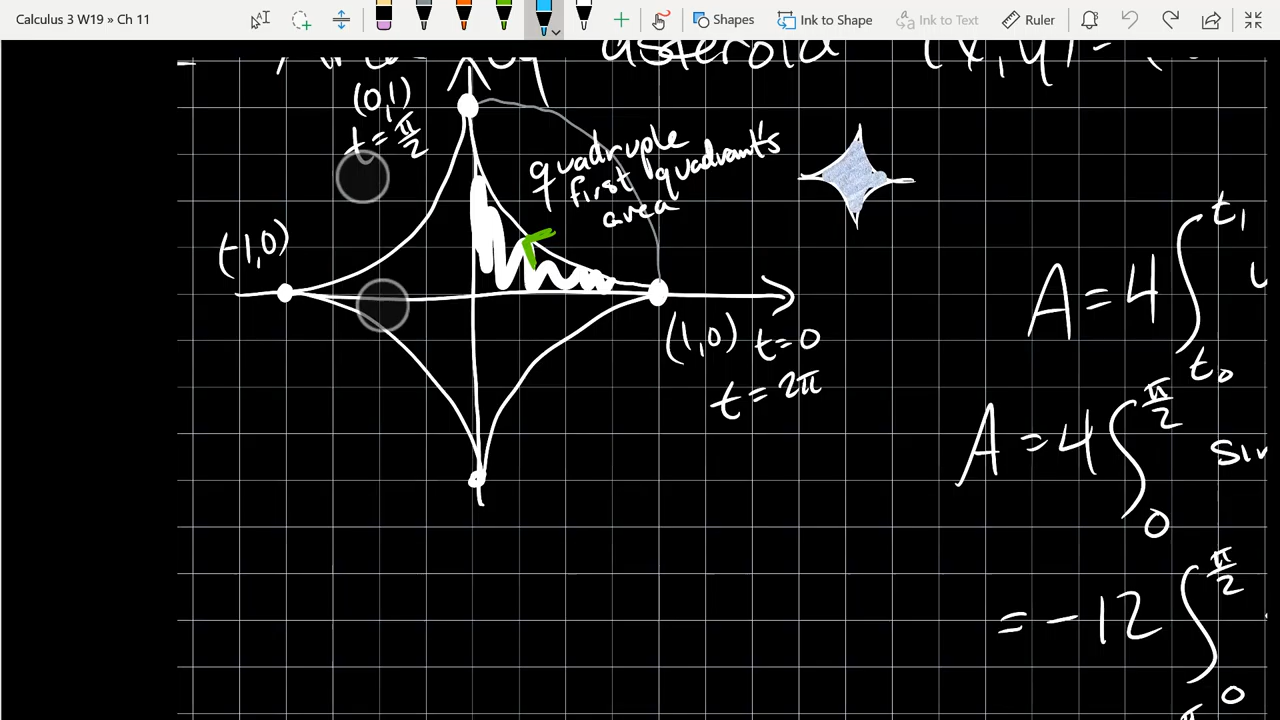 Calculus 3 W19 » Ch 11
Shapes
Ink to Shape
Ink to Text
Ruler
asteroid (x,y) =
(0,1)
t = π/2
quadruple
first quadrant's
area
(-1,0)
(1,0) t=0
t = 2π
A = 4 ∫ t₁
t₀
A = 4 ∫ π/2
0
= -12 ∫ π/2
0